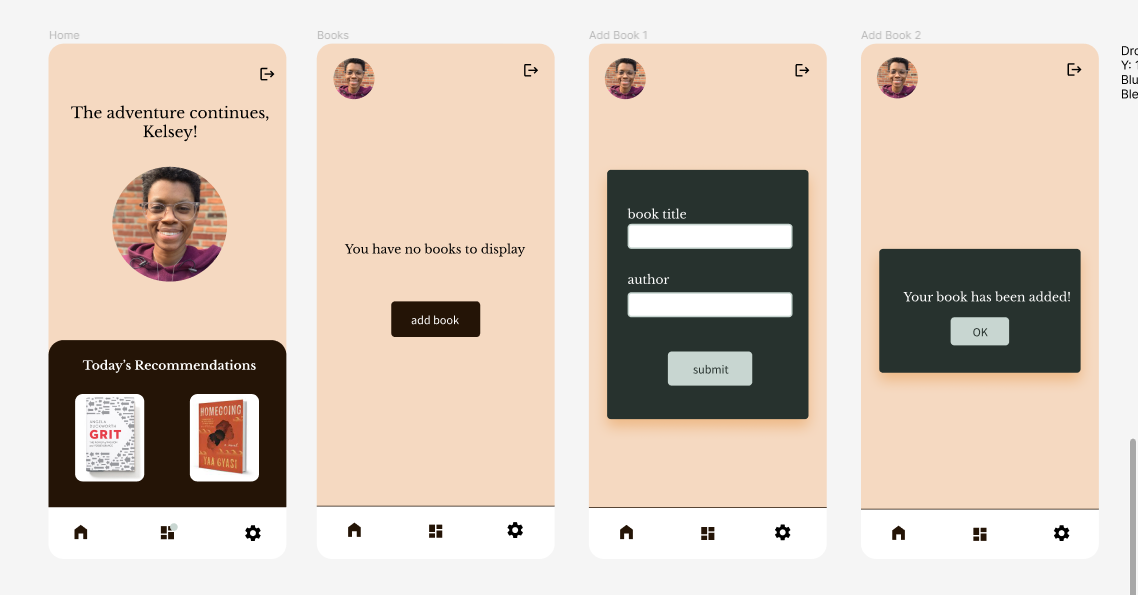 Home
The adventure continues,
Kelsey!
Today's Recommendations
ANGELA
DUCKWORTH
GRIT
HOMEGOING
a novel
YAA GYASI
Books
You have no books to display
add book
Add Book 1
book title
author
submit
Add Book 2
Your book has been added!
OK
Dro
Y: 1
Blu
Ble